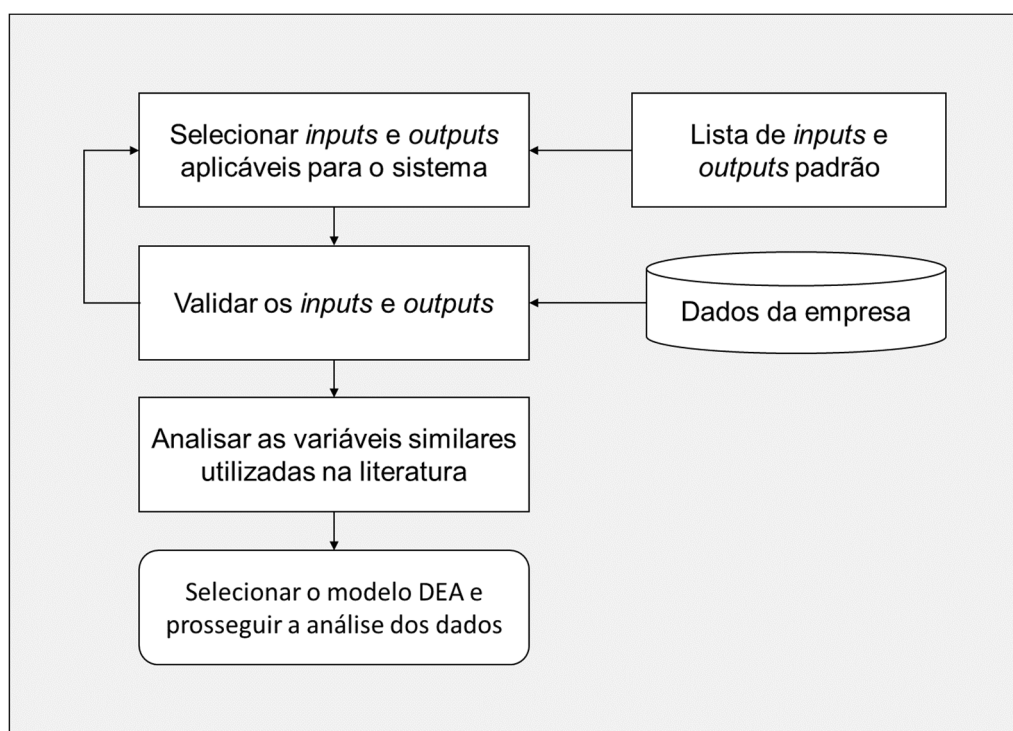 Selecionar inputs e outputs
aplicáveis para o sistema
Lista de inputs e
outputs padrão
Validar os inputs e outputs
Dados da empresa
Analisar as variáveis similares
utilizadas na literatura
Selecionar o modelo DEA e
prosseguir a análise dos dados